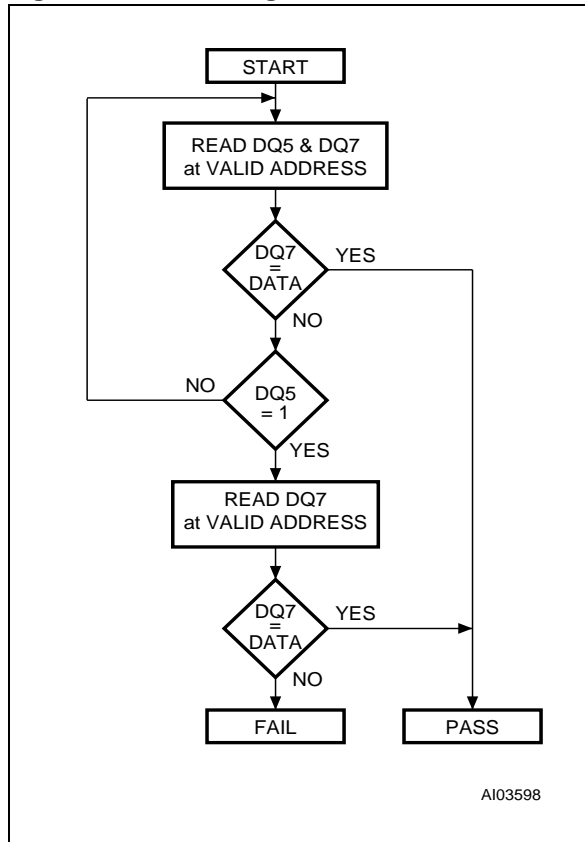 START
READ DQ5 & DQ7
at VALID ADDRESS
DQ7
=
DATA
YES
NO
NO
DQ5
= 1
YES
READ DQ7
at VALID ADDRESS
DQ7
=
DATA
YES
NO
FAIL
PASS
AI03598